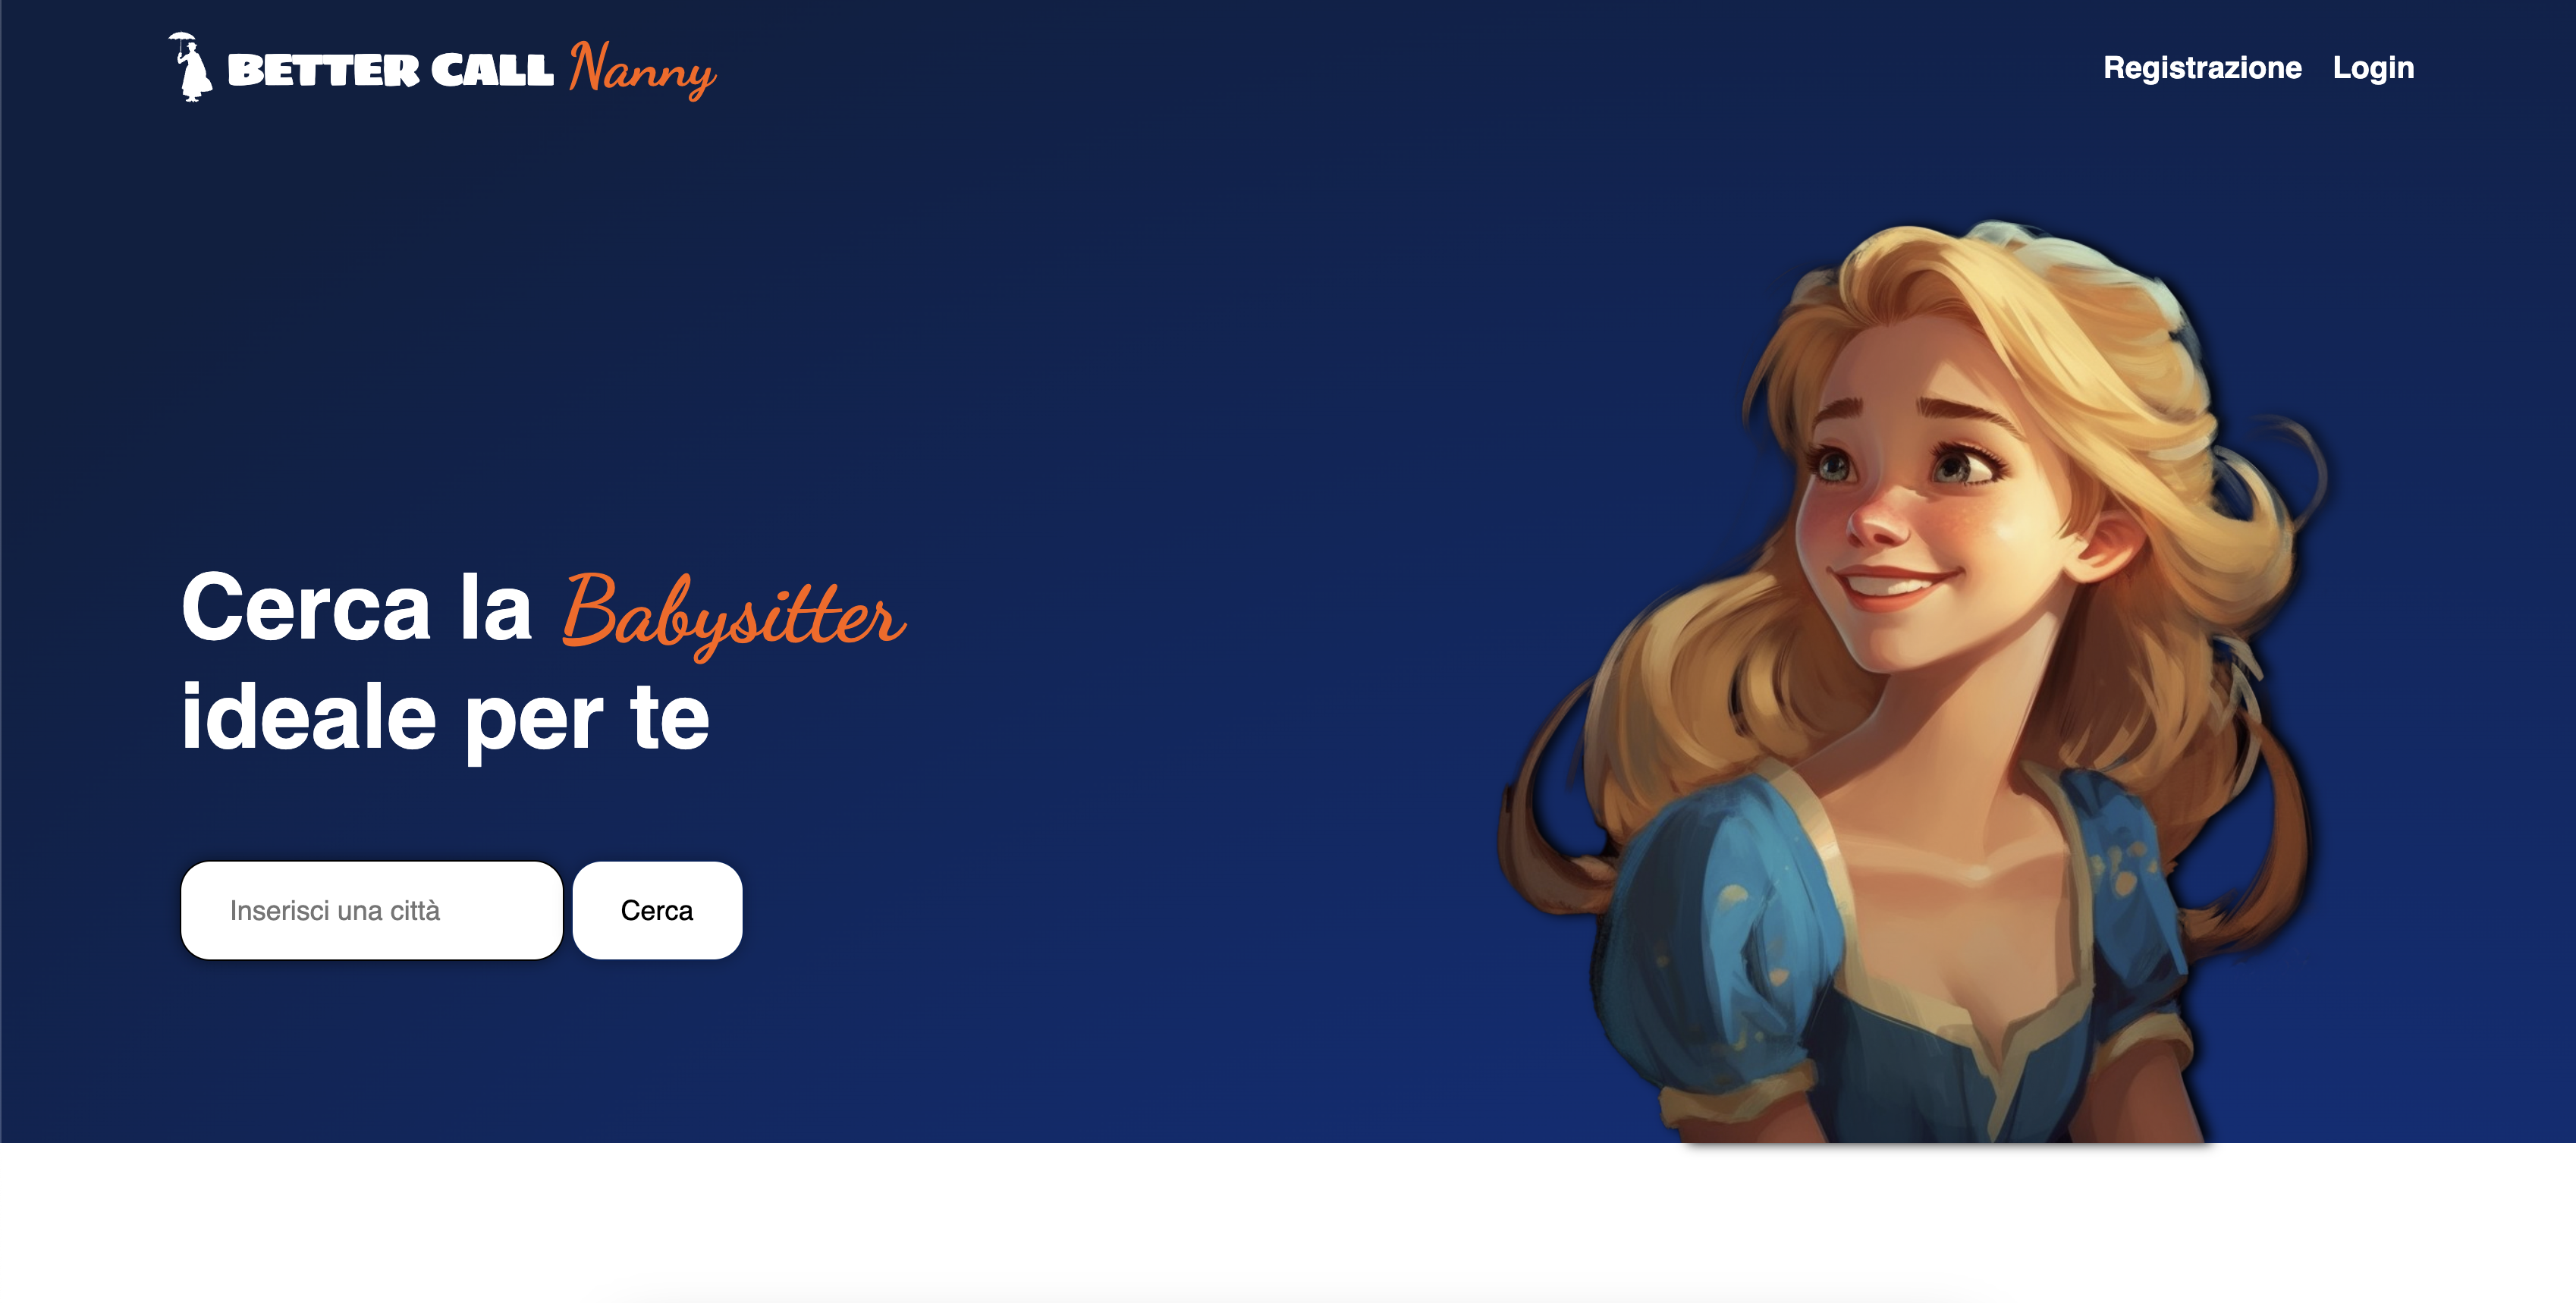 BETTER CALL Nanny
Registrazione Login
Cerca la Babysitter
ideale per te
Inserisci una città Cerca